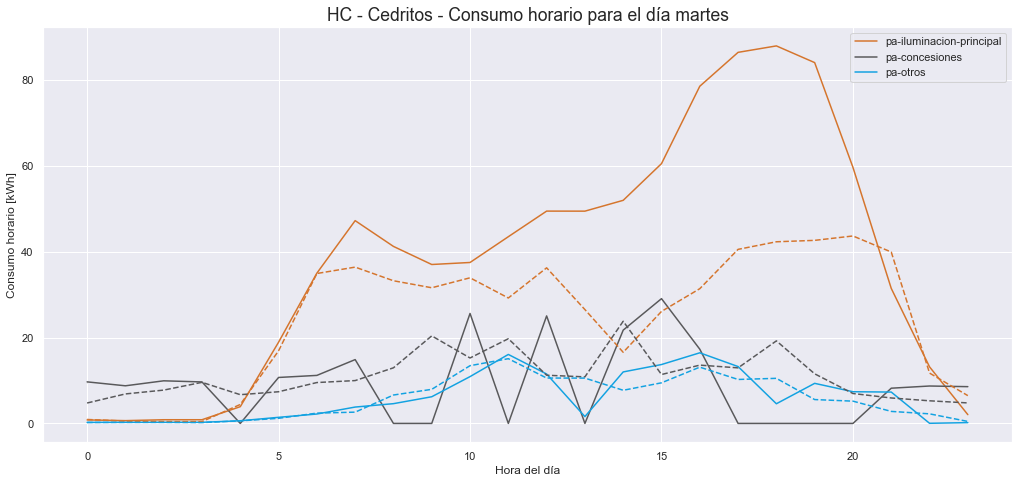 HC - Cedritos - Consumo horario para el día martes
pa-iluminacion-principal
pa-concesiones
pa-otros
Consumo horario [kWh]
80
60
40
20
0
0 5 10 15 20
Hora del día